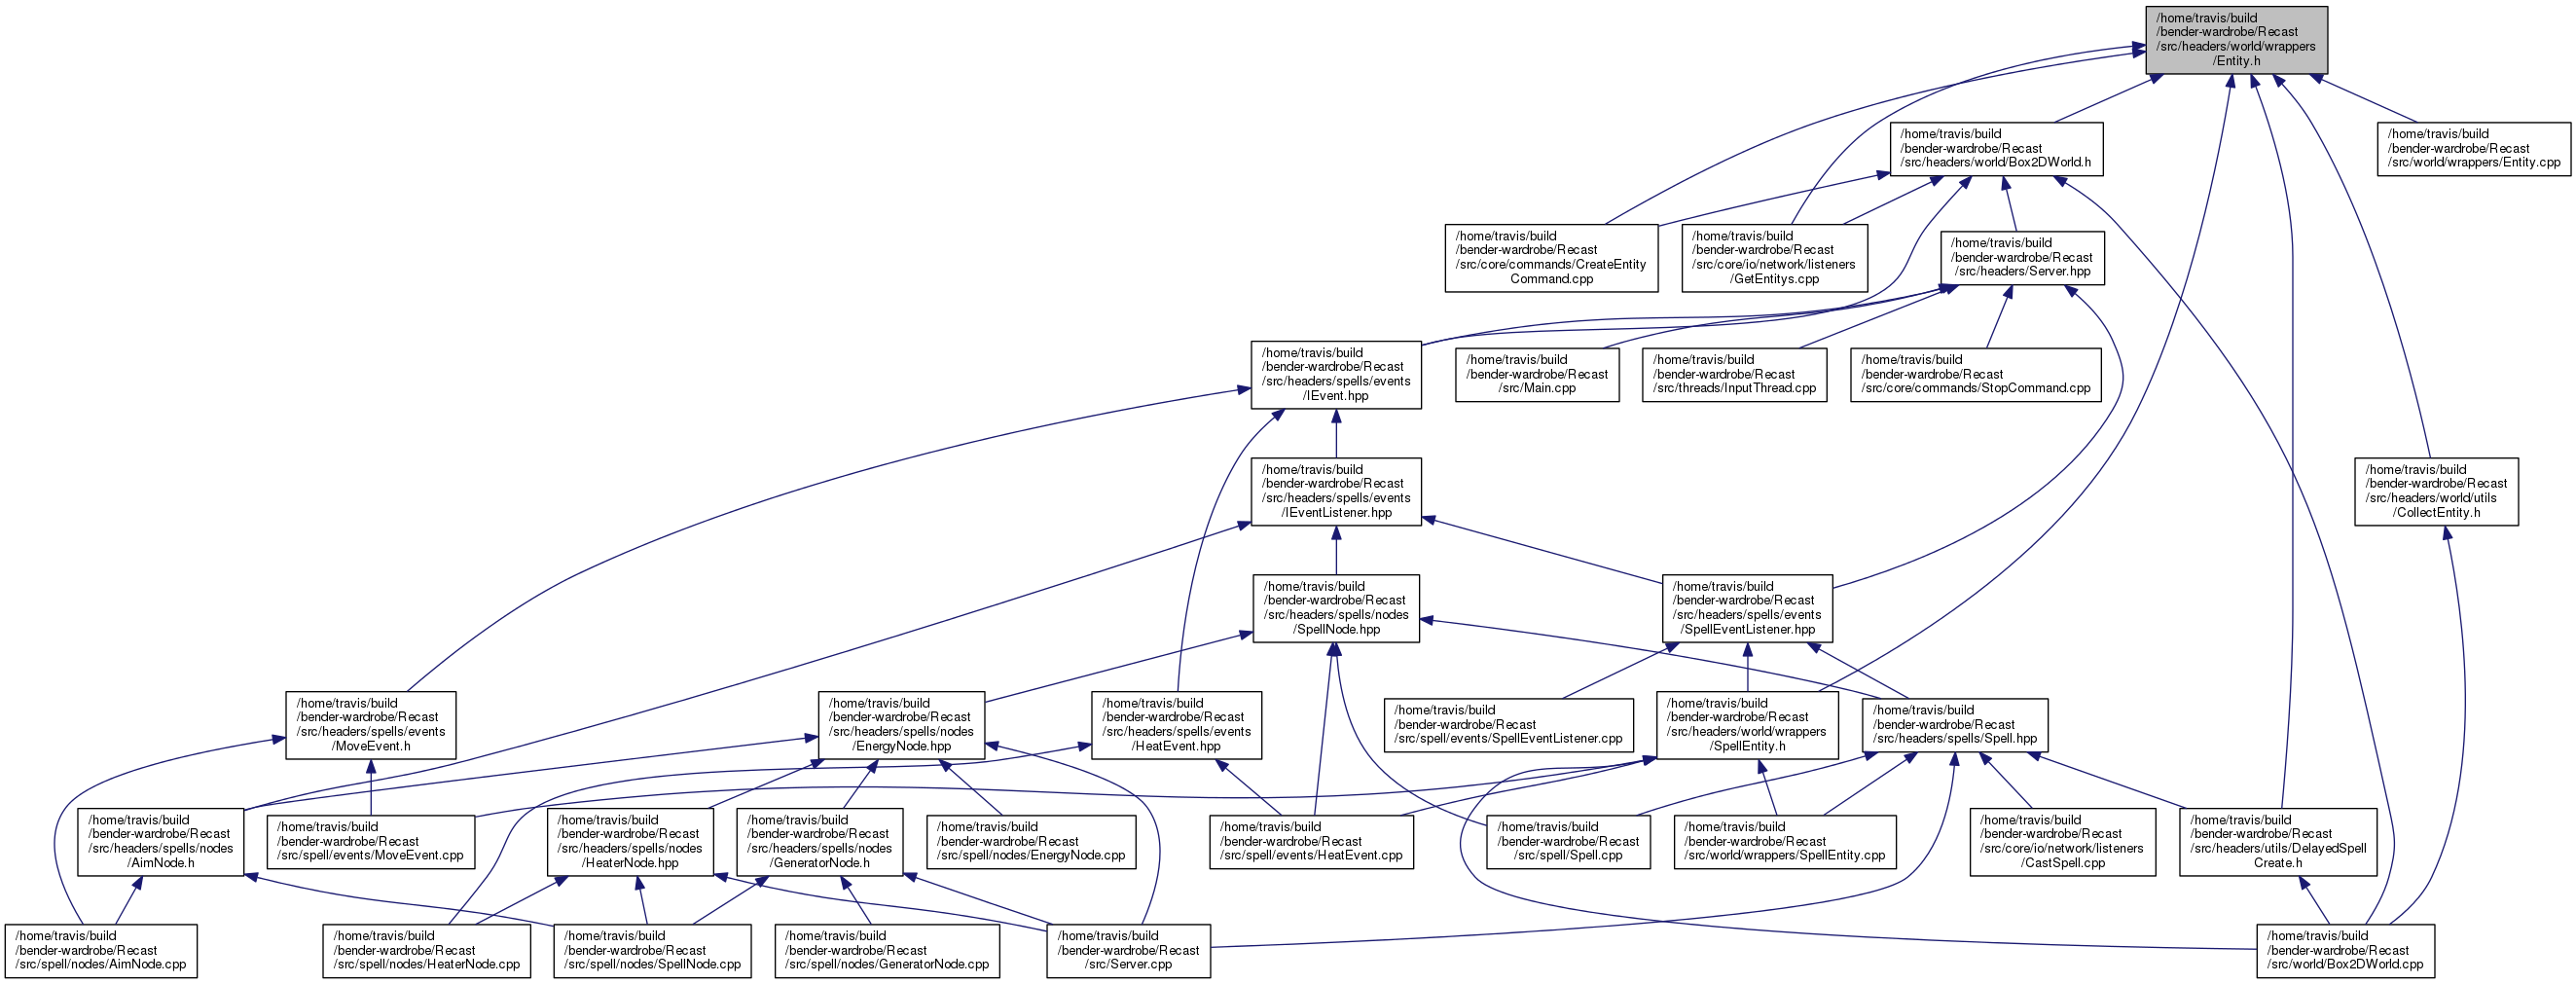 /home/travis/build
/bender-wardrobe/Recast
/src/headers/world/wrappers
/Entity.h
/home/travis/build
/bender-wardrobe/Recast
/src/headers/world/Box2DWorld.h
/home/travis/build
/bender-wardrobe/Recast
/src/world/wrappers/Entity.cpp
/home/travis/build
/bender-wardrobe/Recast
/src/core/commands/CreateEntity
Command.cpp
/home/travis/build
/bender-wardrobe/Recast
/src/core/io/network/listeners
/GetEntitys.cpp
/home/travis/build
/bender-wardrobe/Recast
/src/headers/Server.hpp
/home/travis/build
/bender-wardrobe/Recast
/src/headers/spells/events
/IEvent.hpp
/home/travis/build
/bender-wardrobe/Recast
/src/Main.cpp
/home/travis/build
/bender-wardrobe/Recast
/src/threads/InputThread.cpp
/home/travis/build
/bender-wardrobe/Recast
/src/core/commands/StopCommand.cpp
/home/travis/build
/bender-wardrobe/Recast
/src/headers/spells/events
/IEventListener.hpp
/home/travis/build
/bender-wardrobe/Recast
/src/headers/world/utils
/CollectEntity.h
/home/travis/build
/bender-wardrobe/Recast
/src/headers/spells/nodes
/SpellNode.hpp
/home/travis/build
/bender-wardrobe/Recast
/src/headers/spells/events
/SpellEventListener.hpp
/home/travis/build
/bender-wardrobe/Recast
/src/headers/spells/events
/MoveEvent.h
/home/travis/build
/bender-wardrobe/Recast
/src/headers/spells/nodes
/EnergyNode.hpp
/home/travis/build
/bender-wardrobe/Recast
/src/headers/spells/events
/HeatEvent.hpp
/home/travis/build
/bender-wardrobe/Recast
/src/spell/events/SpellEventListener.cpp
/home/travis/build
/bender-wardrobe/Recast
/src/headers/world/wrappers
/SpellEntity.h
/home/travis/build
/bender-wardrobe/Recast
/src/headers/spells/Spell.hpp
/home/travis/build
/bender-wardrobe/Recast
/src/headers/spells/nodes
/AimNode.h
/home/travis/build
/bender-wardrobe/Recast
/src/spell/events/MoveEvent.cpp
/home/travis/build
/bender-wardrobe/Recast
/src/headers/spells/nodes
/HeaterNode.hpp
/home/travis/build
/bender-wardrobe/Recast
/src/headers/spells/nodes
/GeneratorNode.h
/home/travis/build
/bender-wardrobe/Recast
/src/spell/nodes/EnergyNode.cpp
/home/travis/build
/bender-wardrobe/Recast
/src/spell/events/HeatEvent.cpp
/home/travis/build
/bender-wardrobe/Recast
/src/spell/Spell.cpp
/home/travis/build
/bender-wardrobe/Recast
/src/world/wrappers/SpellEntity.cpp
/home/travis/build
/bender-wardrobe/Recast
/src/core/io/network/listeners
/CastSpell.cpp
/home/travis/build
/bender-wardrobe/Recast
/src/headers/utils/DelayedSpell
Create.h
/home/travis/build
/bender-wardrobe/Recast
/src/spell/nodes/AimNode.cpp
/home/travis/build
/bender-wardrobe/Recast
/src/spell/nodes/HeaterNode.cpp
/home/travis/build
/bender-wardrobe/Recast
/src/spell/nodes/SpellNode.cpp
/home/travis/build
/bender-wardrobe/Recast
/src/spell/nodes/GeneratorNode.cpp
/home/travis/build
/bender-wardrobe/Recast
/src/Server.cpp
/home/travis/build
/bender-wardrobe/Recast
/src/world/Box2DWorld.cpp